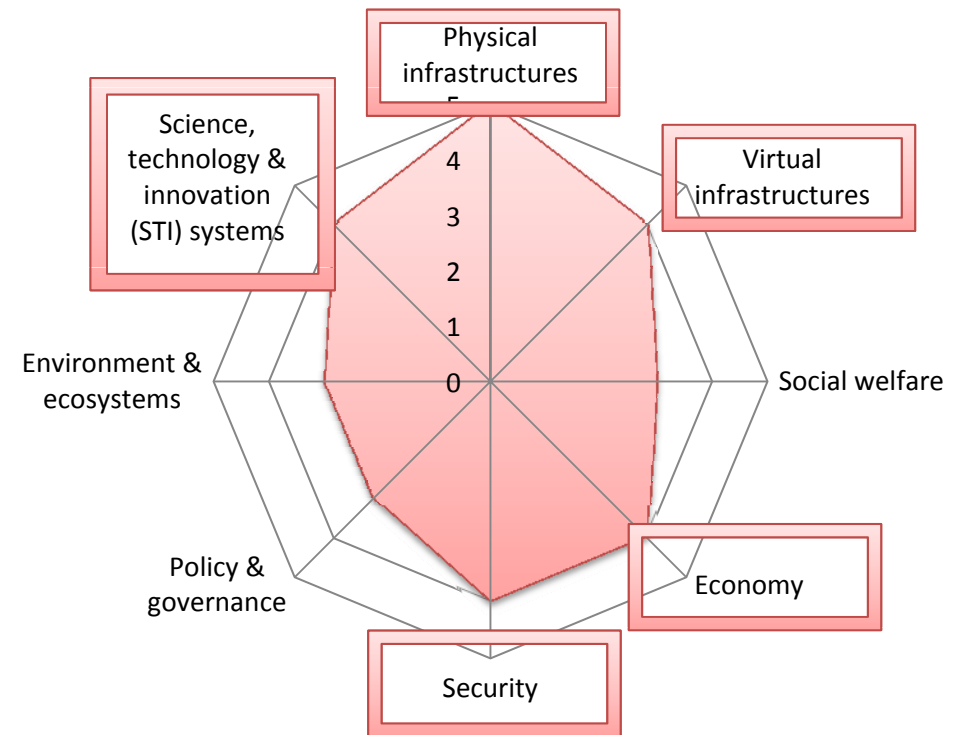 Physical
infrastructures
5
Science,
technology &
innovation
(STI) systems
4
Virtual
infrastructures
3
2
1
Environment &
ecosystems
0
Social welfare
Policy &
governance
Economy
Security